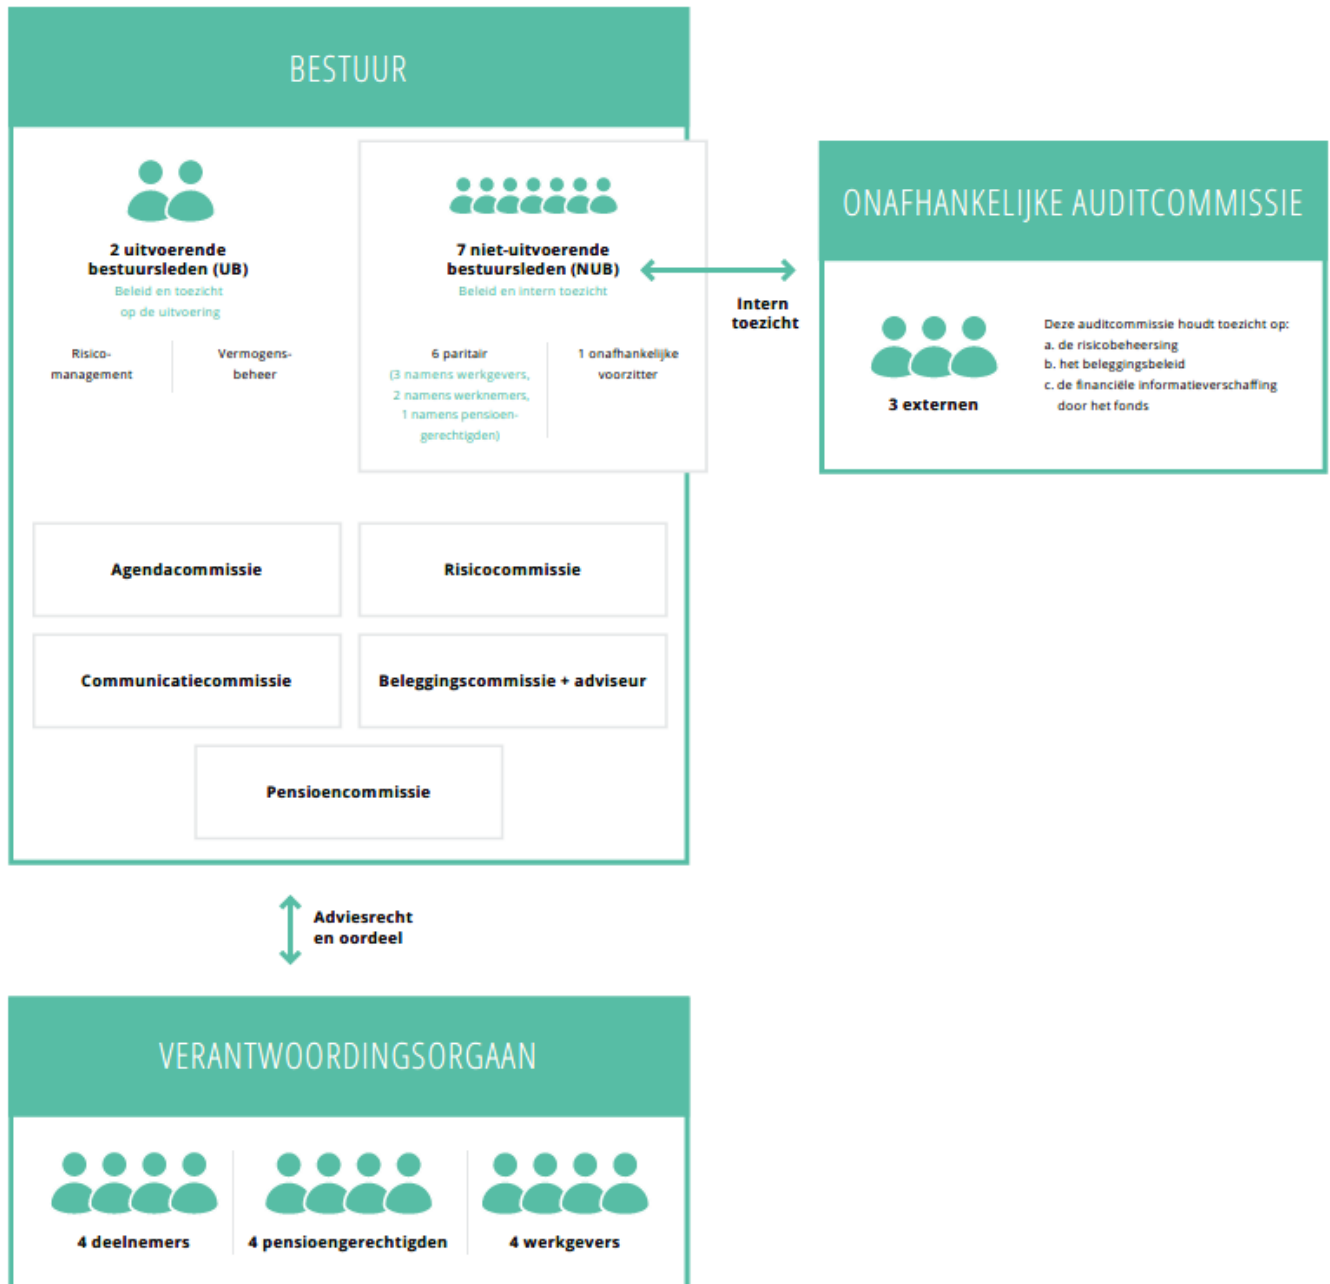 BESTUUR
2 uitvoerende
bestuursleden (UB)
Beleid en toezicht
op de uitvoering
Risico-
management
Vermogens-
beheer
7 niet-uitvoerende
bestuursleden (NUB)
Beleid en intern toezicht
6 paritair
(3 namens werkgevers,
2 namens werknemers,
1 namens pensioen-
gerechtigden)
1 onafhankelijke
voorzitter
Intern
toezicht
ONAFHANKELIJKE AUDITCOMMISSIE
3 externen
Deze auditcommissie houdt toezicht op:
a. de risicobeheersing
b. het beleggingsbeleid
c. de financiële informatieverschaffing
door het fonds
Agendacommissie
Risicocommissie
Communicatiecommissie
Beleggingscommissie + adviseur
Pensioencommissie
Adviesrecht
en oordeel
VERANTWOORDINGSORGAAN
4 deelnemers
4 pensioengerechtigden
4 werkgevers